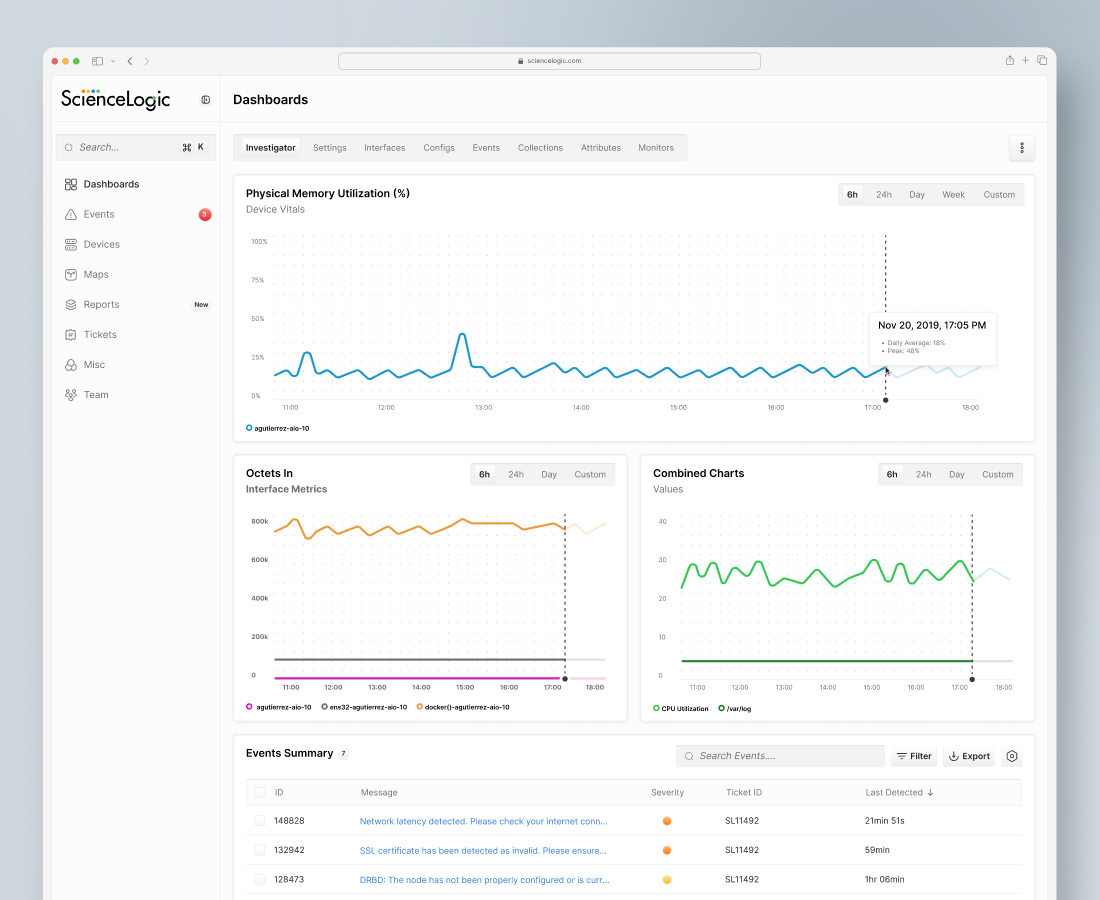 sciencelogic.com
ScienceLogic
Dashboards
Search...
⌘ K
Dashboards
Events
3
Devices
Maps
Reports
New
Tickets
Misc
Team
Investigator Settings Interfaces Configs Events Collections Attributes Monitors
Physical Memory Utilization (%)
Device Vitals
6h 24h Day Week Custom
100%
75%
50%
25%
0%
Nov 20, 2019, 17:05 PM
• Daily Average: 18%
• Peak: 46%
11:00 12:00 13:00 14:00 15:00 16:00 17:00 18:00
agutierrez-aio-10
Octets In
Interface Metrics
6h 24h Day Custom
800k
600k
400k
200k
0
11:00 12:00 13:00 14:00 15:00 16:00 17:00 18:00
agutierrez-aio-10 ens32-agutierrez-aio-10 docker()-agutierrez-aio-10
Combined Charts
Values
6h 24h Day Custom
40
30
20
10
0
11:00 12:00 13:00 14:00 15:00 16:00 17:00 18:00
CPU Utilization /var/log
Events Summary 7
Search Events....
Filter
Export
ID Message Severity Ticket ID Last Detected ↓
148828 Network latency detected. Please check your internet conn... SL11492 21min 51s
132942 SSL certificate has been detected as invalid. Please ensure... SL11492 59min
128473 DRBD: The node has not been properly configured or is curr... SL11492 1hr 06min